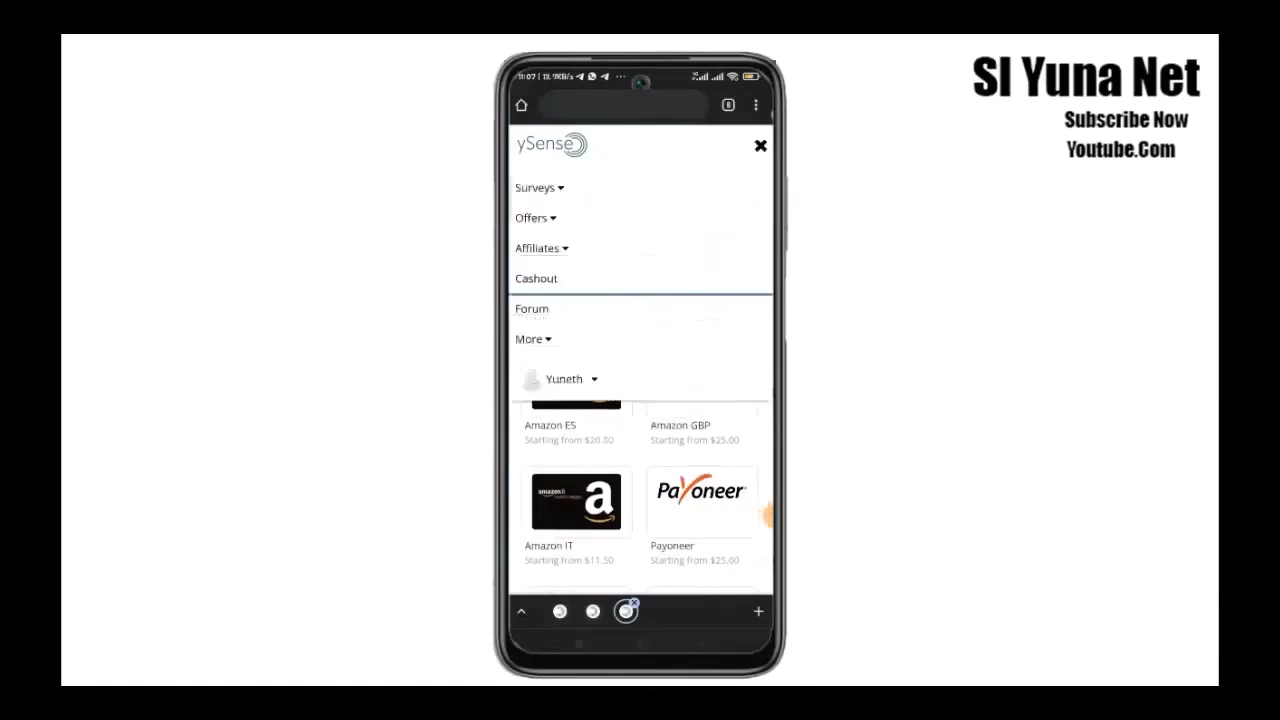 SI Yuna Net
Subscribe Now
Youtube.Com
ySense
Surveys
Offers
Affiliates
Cashout
Forum
More
Yuneth
Amazon ES
Amazon GBP
Starting from $20.00
Starting from $25.00
a
Payoneer
Amazon IT
Payoneer
Starting from $11.50
Starting from $25.00